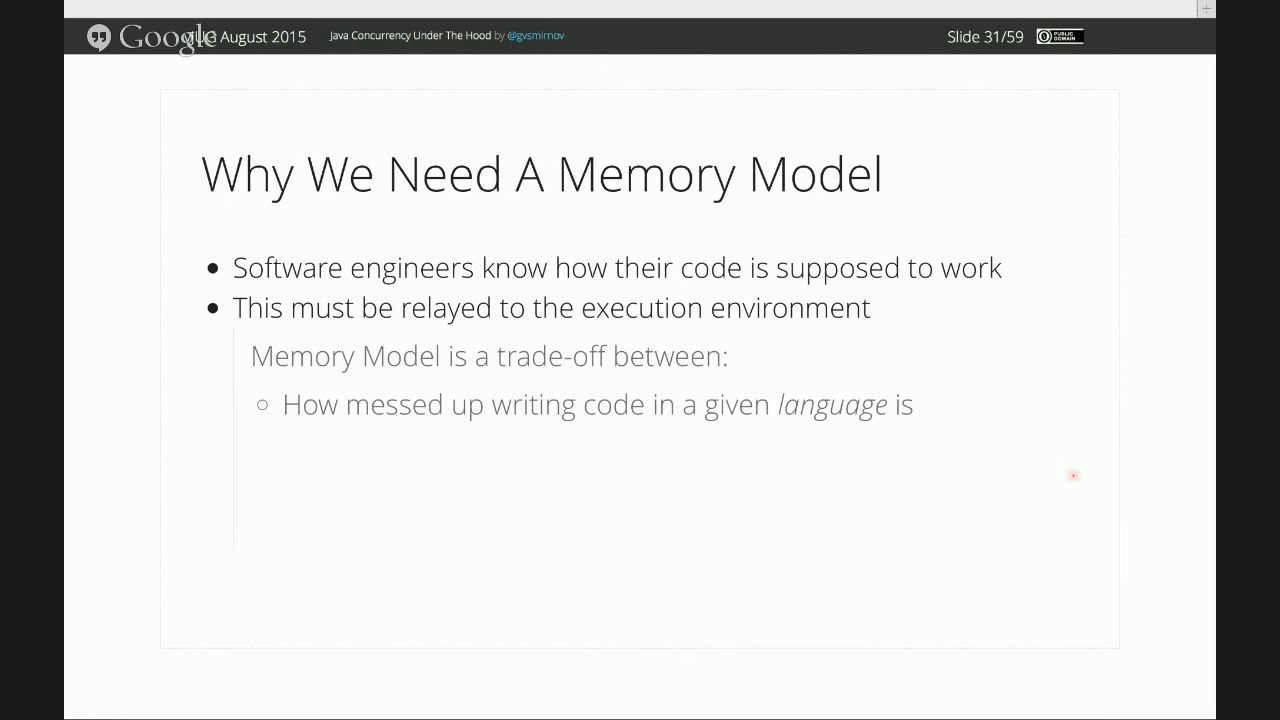 Google
August 2015
Java Concurrency Under The Hood by @gvsmirnov
Slide 31/59
PUBLIC DOMAIN
Why We Need A Memory Model
Software engineers know how their code is supposed to work
This must be relayed to the execution environment
Memory Model is a trade-off between:
How messed up writing code in a given language is